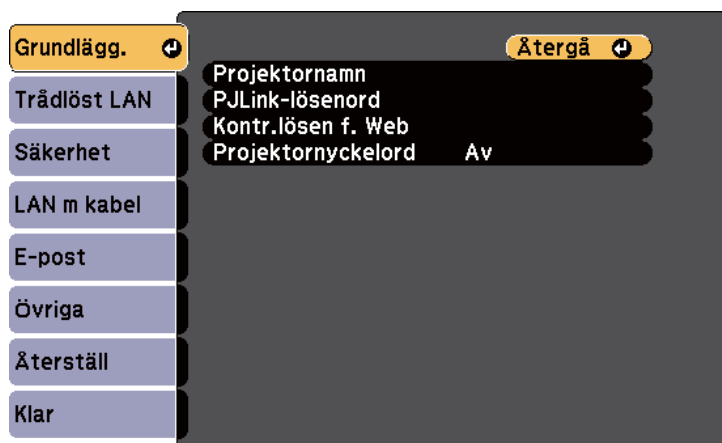 Grundlägg.
Trådlöst LAN
Säkerhet
LAN m kabel
E-post
Övriga
Återställ
Klar
Återgå
Projektornamn
PJLink-lösenord
Kontr.lösen f. Web
Projektornyckelord Av